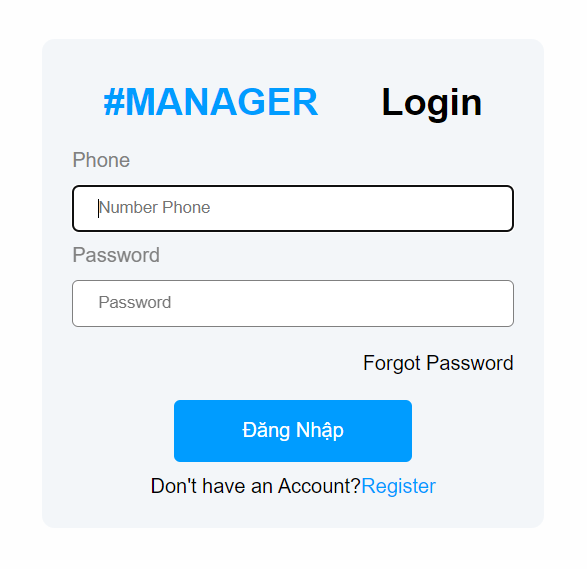 #MANAGER Login
Phone
Number Phone
Password
Password
Forgot Password
Đăng Nhập
Don't have an Account?Register